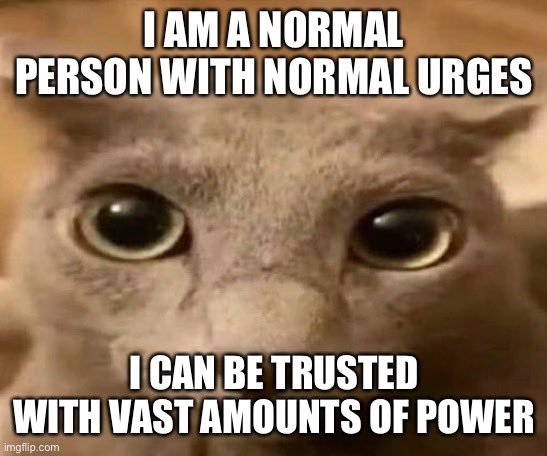 I AM A NORMAL
PERSON WITH NORMAL URGES
I CAN BE TRUSTED
WITH VAST AMOUNTS OF POWER
imgflip.com